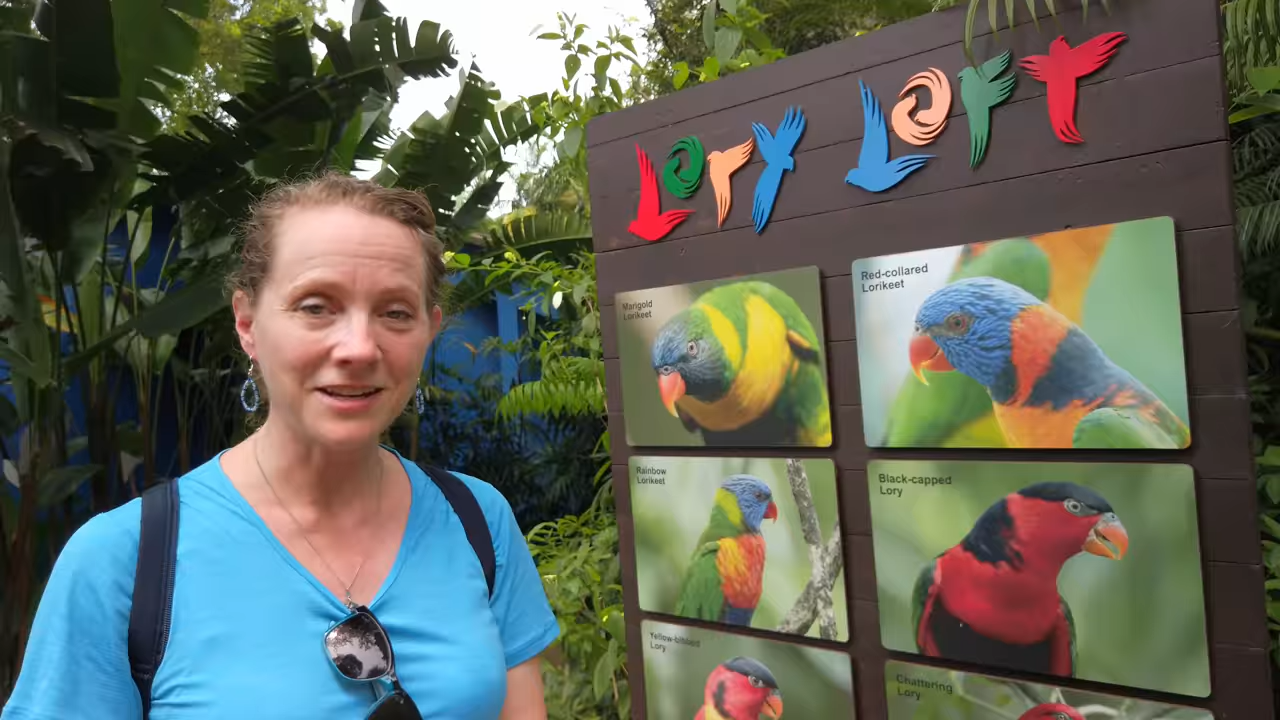 Lory Loft
Marigold
Lorikeet
Red-collared
Lorikeet
Rainbow
Lorikeet
Black-capped
Lory
Yellow-bibbed
Lory
Chattering
Lory